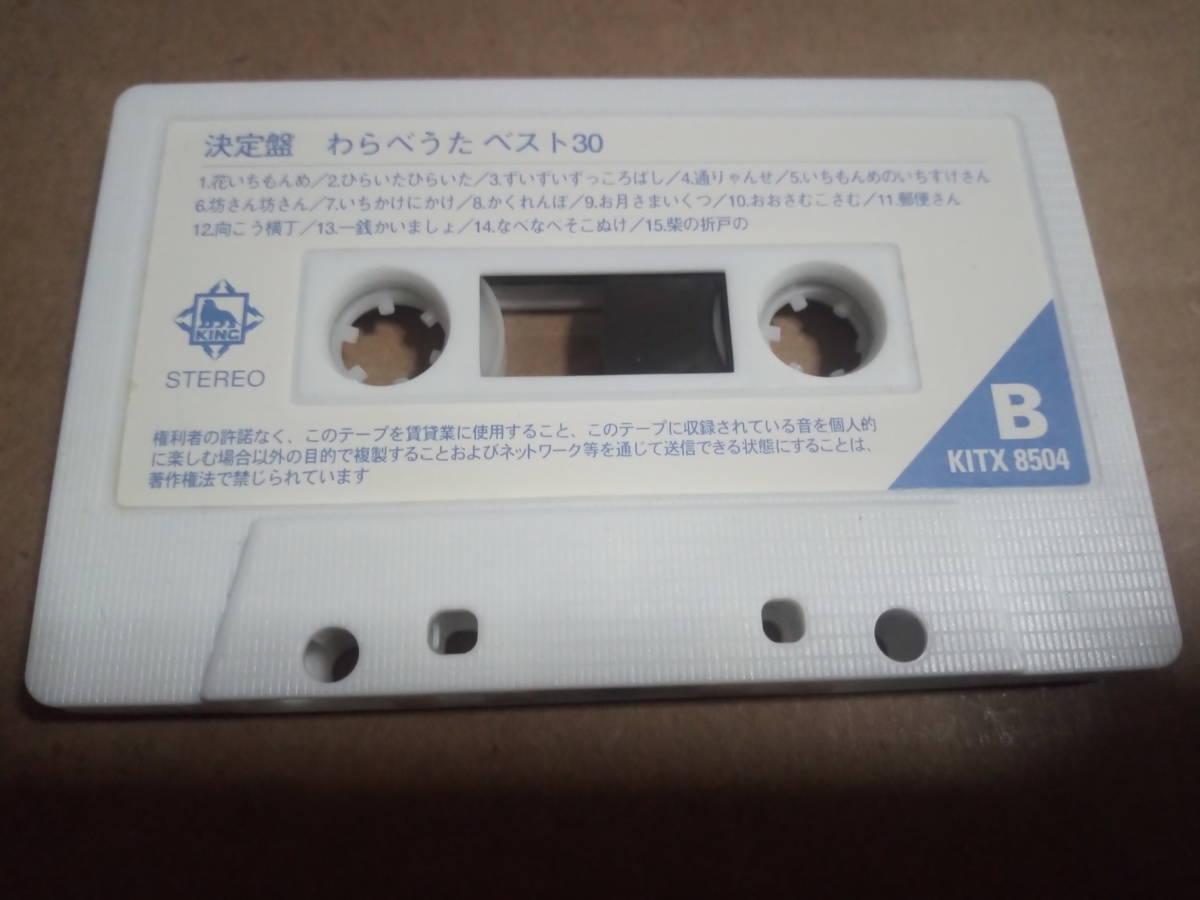 決定盤 わらべうた ベスト30
1.花いちもんめ/2.ひらいたひらいた/3.ずいずいずっころばし/4.通りゃんせ/5.いちもんめのいちすけさん
6.坊さん坊さん/7.いちかけにかけ/8.かくれんぼ/9.お月さまいくつ/10.おおさむこさむ/11.郵便さん
12.向こう横丁/13.一銭かいましょ/14.なべなべそこぬけ/15.柴の折戸の
KING
STEREO
B
KITX 8504
権利者の許諾なく、このテープを賃貸業に使用すること、このテープに収録されている音を個人的
に楽しむ場合以外の目的で複製することおよびネットワーク等を通じて送信できる状態にすることは、
著作権法で禁じられています